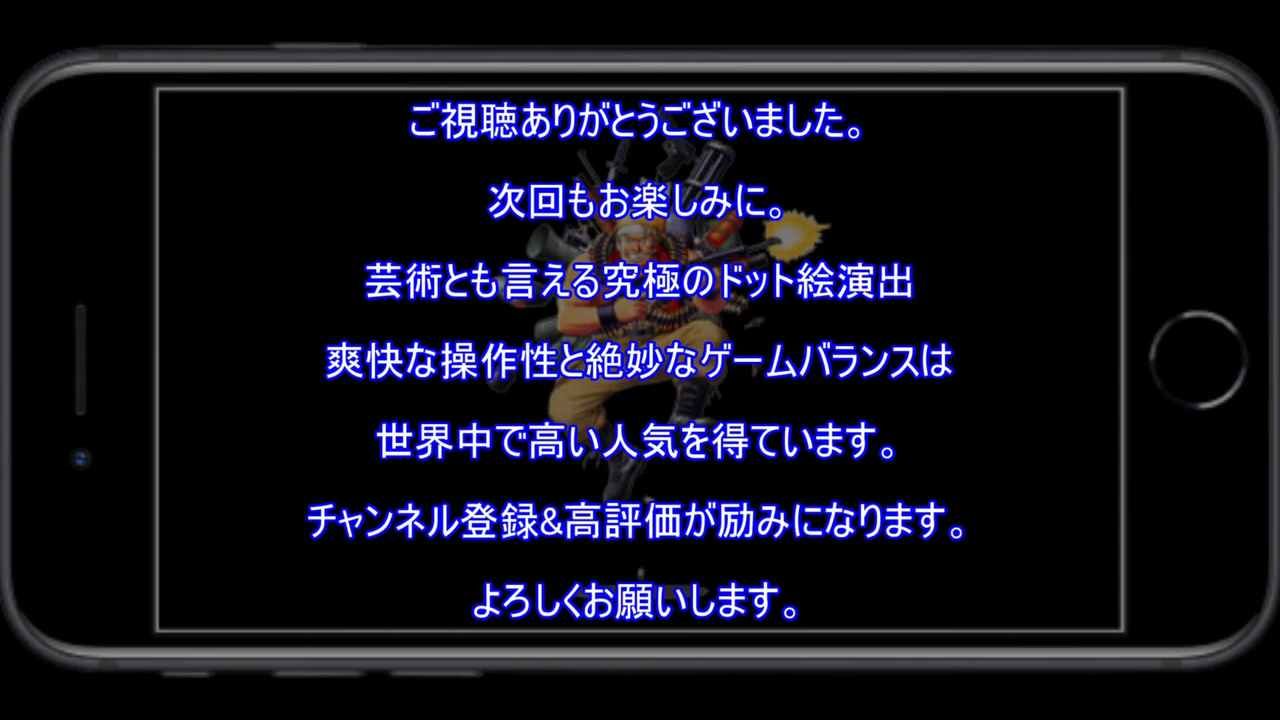 ご視聴ありがとうございました。
次回もお楽しみに。
芸術とも言える究極のドット絵演出
爽快な操作性と絶妙なゲームバランスは
世界中で高い人気を得ています。
チャンネル登録&高評価が励みになります。
よろしくお願いします。